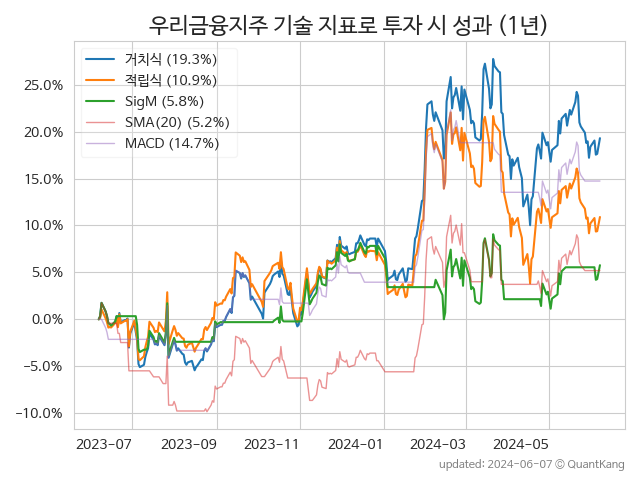 우리금융지주 기술 지표로 투자 시 성과 (1년)
거치식 (19.3%)
적립식 (10.9%)
SigM (5.8%)
SMA(20) (5.2%)
MACD (14.7%)
25.0%
20.0%
15.0%
10.0%
5.0%
0.0%
−5.0%
−10.0%
2023-07 2023-09 2023-11 2024-01 2024-03 2024-05
updated: 2024-06-07 © QuantKang